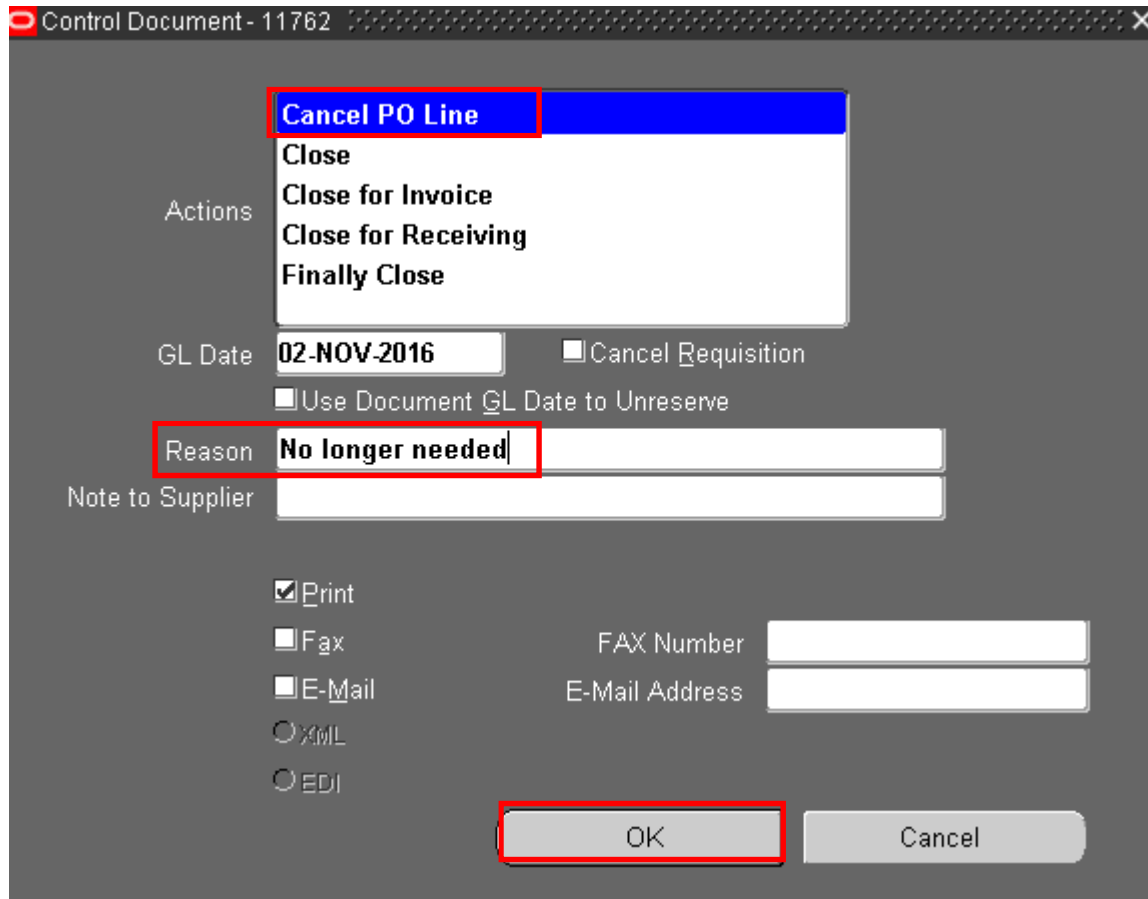 Control Document - 11762
Actions
Cancel PO Line
Close
Close for Invoice
Close for Receiving
Finally Close
GL Date 02-NOV-2016 Cancel Requisition
Use Document GL Date to Unreserve
Reason No longer needed
Note to Supplier
Print
Fax FAX Number
E-Mail E-Mail Address
XML
EDI
OK Cancel